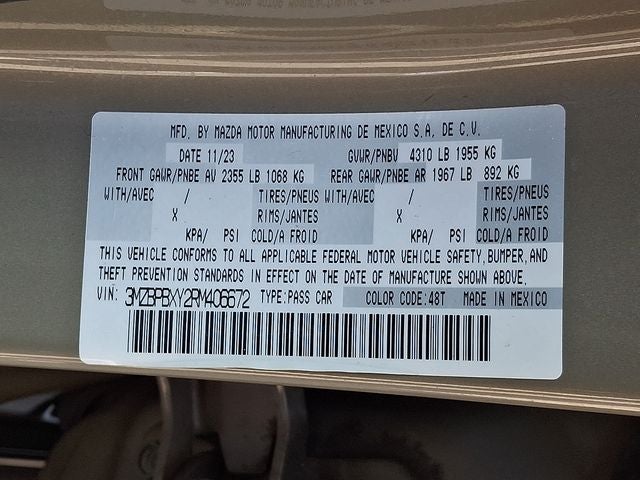 MFD. BY MAZDA MOTOR MANUFACTURING DE MEXICO S.A. DE C.V.
DATE 11/23 GVWR/PNBV 4310 LB 1955 KG
FRONT GAWR/PNBE AV 2355 LB 1068 KG REAR GAWR/PNBE AR 1967 LB 892 KG
WITH/AVEC / TIRES/PNEUS WITH/AVEC / TIRES/PNEUS
X RIMS/JANTES X RIMS/JANTES
KPA/ PSI COLD/A FROID KPA/ PSI COLD/A FROID
THIS VEHICLE CONFORMS TO ALL APPLICABLE FEDERAL MOTOR VEHICLE SAFETY,BUMPER,AND
THEFT PREVENTION STANDARDS IN EFFECT ON THE DATE OF MANUFACTURE SHOWN ABOVE.
VIN: 3MZBPBXY2RM406672 TYPE:PASS CAR COLOR CODE:48T MADE IN MEXICO